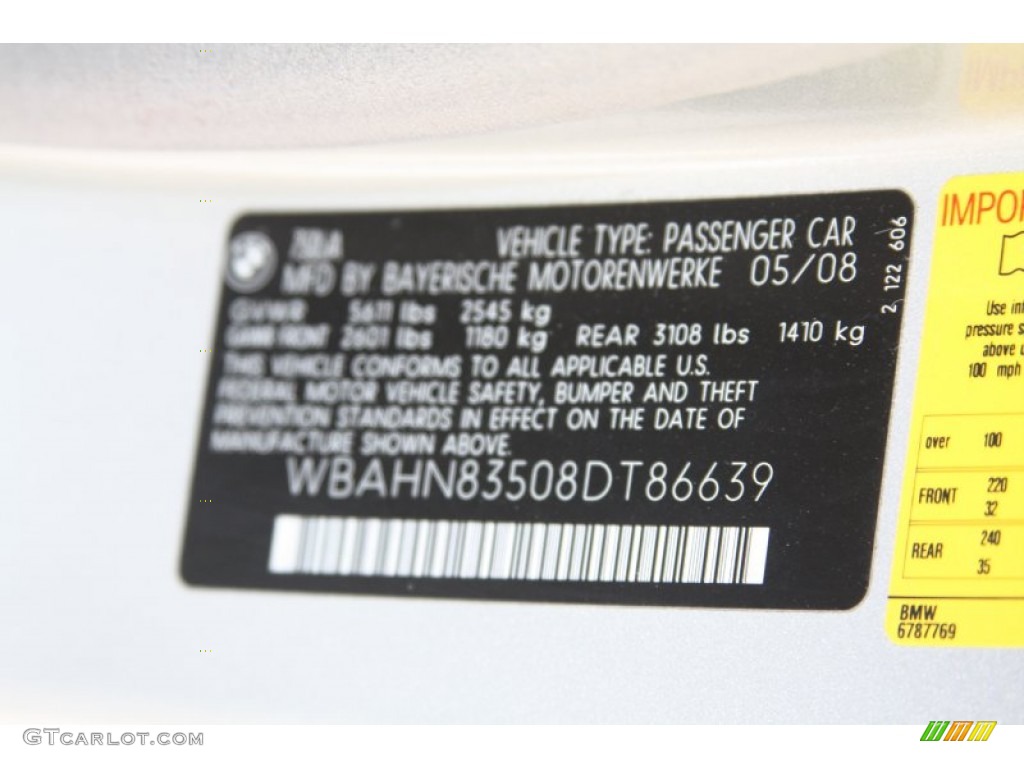 750LiA VEHICLE TYPE: PASSENGER CAR
MFD BY BAYERISCHE MOTORENWERKE 05/08
GVWR 5611 lbs 2545 kg
GAWR FRONT 2601 lbs 1180 kg REAR 3108 lbs 1410 kg
THIS VEHICLE CONFORMS TO ALL APPLICABLE U.S.
FEDERAL MOTOR VEHICLE SAFETY, BUMPER AND THEFT
PREVENTION STANDARDS IN EFFECT ON THE DATE OF
MANUFACTURE SHOWN ABOVE.
WBAHN83508DT86639
2 122 606
above
100 mph
over 100
FRONT 220
32
REAR 240
35
BMW
6787769
pressure
Use
GTCARLOT.COM